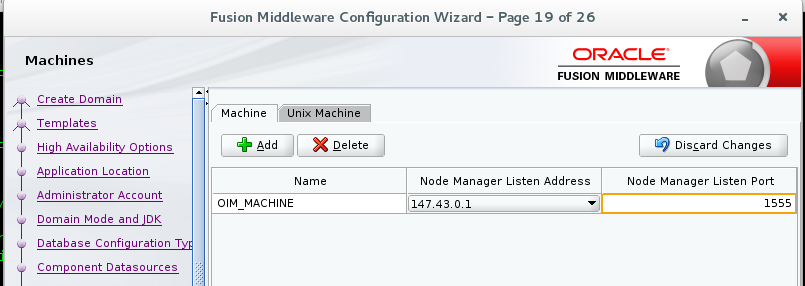 Fusion Middleware Configuration Wizard – Page 19 of 26
Machines
ORACLE
FUSION MIDDLEWARE
Create Domain
Templates
High Availability Options
Application Location
Administrator Account
Domain Mode and JDK
Database Configuration Typ
Component Datasources
Machine Unix Machine
Add Delete Discard Changes
Name Node Manager Listen Address Node Manager Listen Port
OIM_MACHINE 147.43.0.1 1555